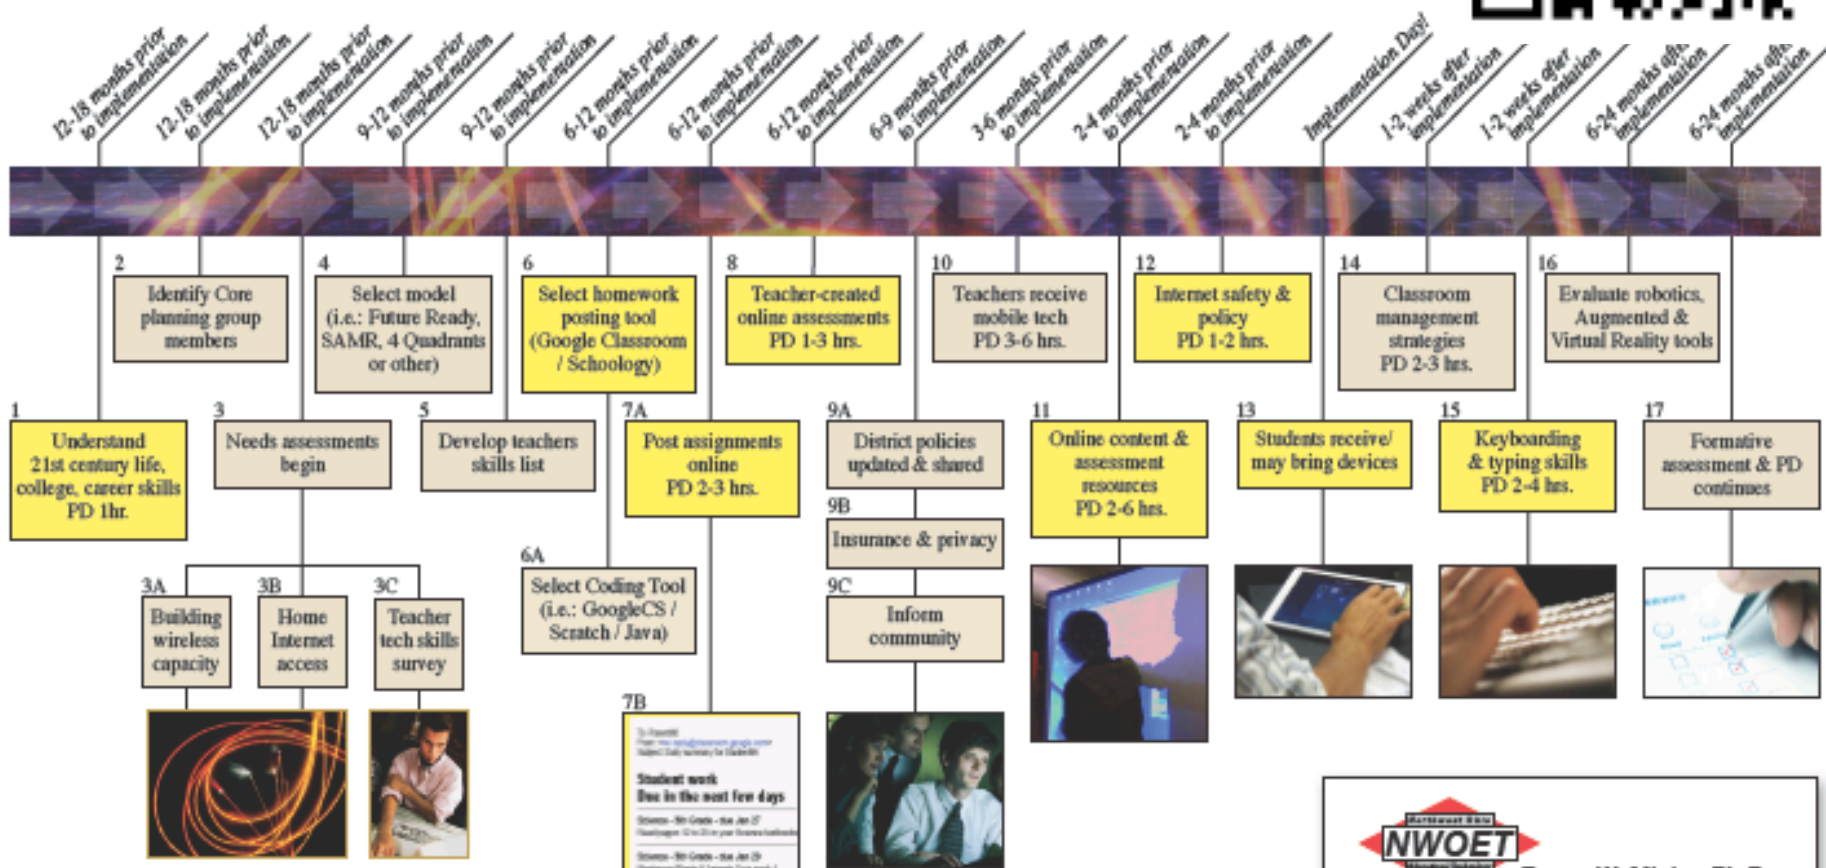 12-18 months prior
to implementation
12-18 months prior
to implementation
12-18 months prior
to implementation
9-12 months prior
to implementation
9-12 months prior
to implementation
6-12 months prior
to implementation
6-12 months prior
to implementation
6-12 months prior
to implementation
6-9 months prior
to implementation
3-6 months prior
to implementation
2-4 months prior
to implementation
2-4 months prior
to implementation
Implementation Day!
1-2 weeks after
implementation
1-2 weeks after
implementation
6-24 months after
implementation
6-24 months after
implementation
2
Identify Core
planning group
members
4
Select model
(i.e.: Future Ready,
SAMR, 4 Quadrants
or other)
6
Select homework
posting tool
(Google Classroom
/ Schoology)
8
Teacher-created
online assessments
PD 1-3 hrs.
10
Teachers receive
mobile tech
PD 3-6 hrs.
12
Internet safety &
policy
PD 1-2 hrs.
14
Classroom
management
strategies
PD 2-3 hrs.
16
Evaluate robotics,
Augmented &
Virtual Reality tools
1
Understand
21st century life,
college, career skills
PD 1hr.
3
Needs assessments
begin
5
Develop teachers
skills list
7A
Post assignments
online
PD 2-3 hrs.
9A
District policies
updated & shared
9B
Insurance & privacy
9C
Inform
community
11
Online content &
assessment
resources
PD 2-6 hrs.
13
Students receive/
may bring devices
15
Keyboarding
& typing skills
PD 2-4 hrs.
17
Formative
assessment & PD
continues
3A
Building
wireless
capacity
3B
Home
Internet
access
3C
Teacher
tech skills
survey
6A
Select Coding Tool
(i.e.: GoogleCS /
Scratch / Java)
7B
Student work
Due in the next few days
Science - 5th Grade - due Jan 27
Science - 5th Grade - due Jan 29
NWOET